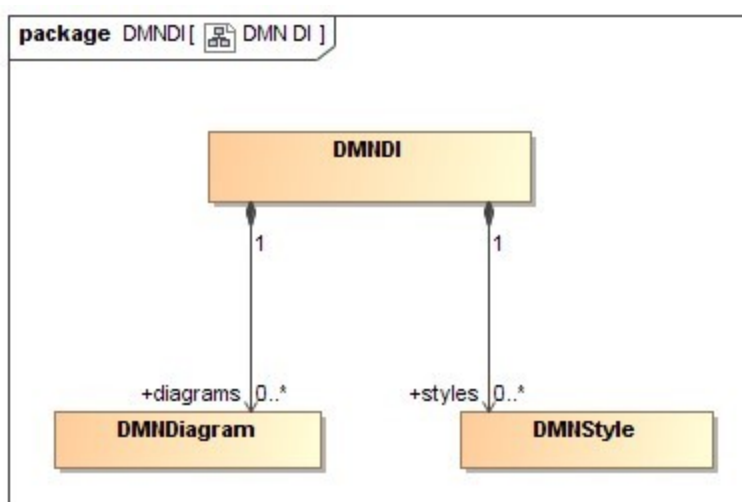 package DMNDI[ DMN DI ]
DMNDI
1 1
+diagrams 0..* +styles 0..*
DMNDiagram DMNStyle